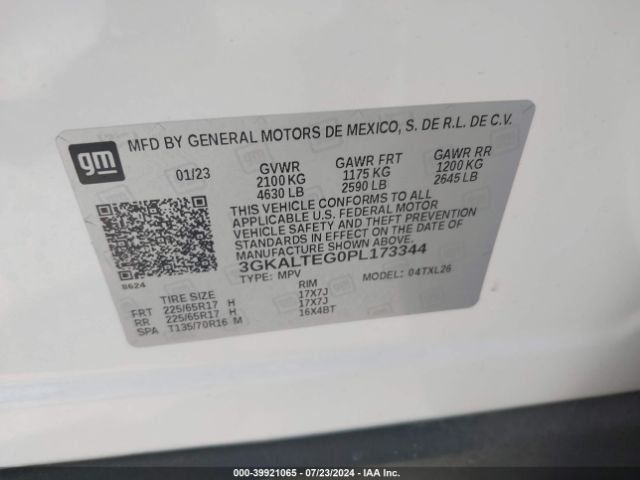 MFD BY GENERAL MOTORS DE MEXICO, S. DE R.L. DE C.V.
gm
01/23 GVWR GAWR FRT GAWR RR
2100 KG 1175 KG 1200 KG
4630 LB 2590 LB 2645 LB
THIS VEHICLE CONFORMS TO ALL
APPLICABLE U.S. FEDERAL MOTOR
VEHICLE SAFETY AND THEFT PREVENTION
STANDARDS IN EFFECT ON THE DATE OF
MANUFACTURE SHOWN ABOVE.
3GKALTEG0PL173344
8624
TYPE: MPV MODEL: 04TXL26
TIRE SIZE RIM
FRT 225/65R17 H 17X7J
RR 225/65R17 H 17X7J
SPA T135/70R16 M 16X4BT
000-39921065 / 07/23/2024 - IAA Inc.